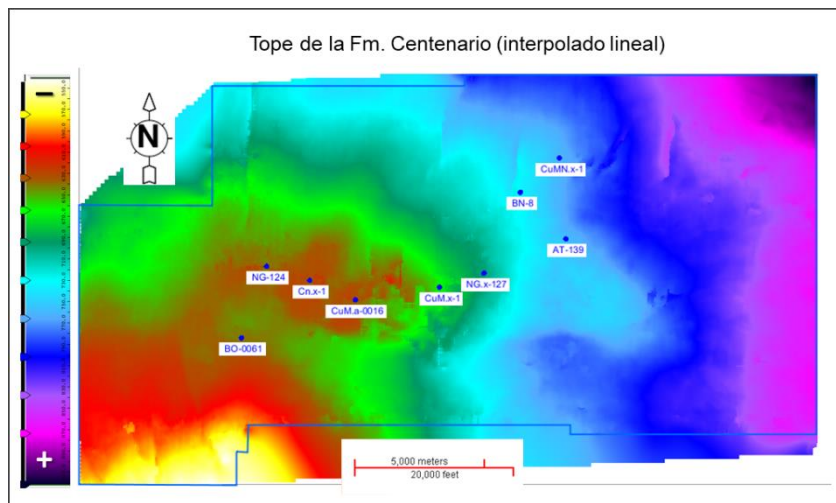 Tope de la Fm. Centenario (interpolado lineal)
−
N
CuMN.x-1
BN-8
AT-139
NG-124
NG.x-127
Cn.x-1
CuM.x-1
CuM.a-0016
BO-0061
+
5,000 meters
20,000 feet